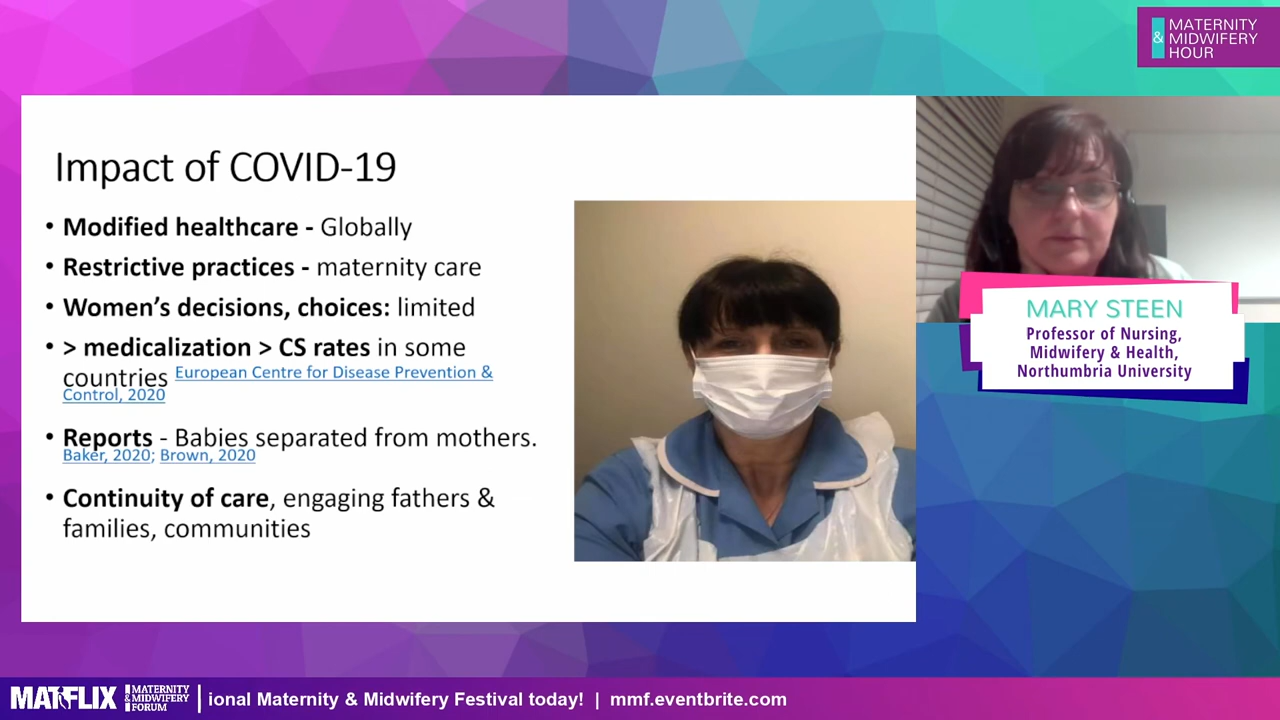 MATERNITY
& MIDWIFERY
HOUR
Impact of COVID-19
• Modified healthcare - Globally
• Restrictive practices - maternity care
• Women's decisions, choices: limited
• > medicalization > CS rates in some
countries European Centre for Disease Prevention &
Control, 2020
• Reports - Babies separated from mothers.
Baker, 2020; Brown, 2020
• Continuity of care, engaging fathers &
families, communities
MARY STEEN
Professor of Nursing,
Midwifery & Health,
Northumbria University
MATFLIX
MATERNITY
& MIDWIFERY
FORUM
ional Maternity & Midwifery Festival today! | mmf.eventbrite.com